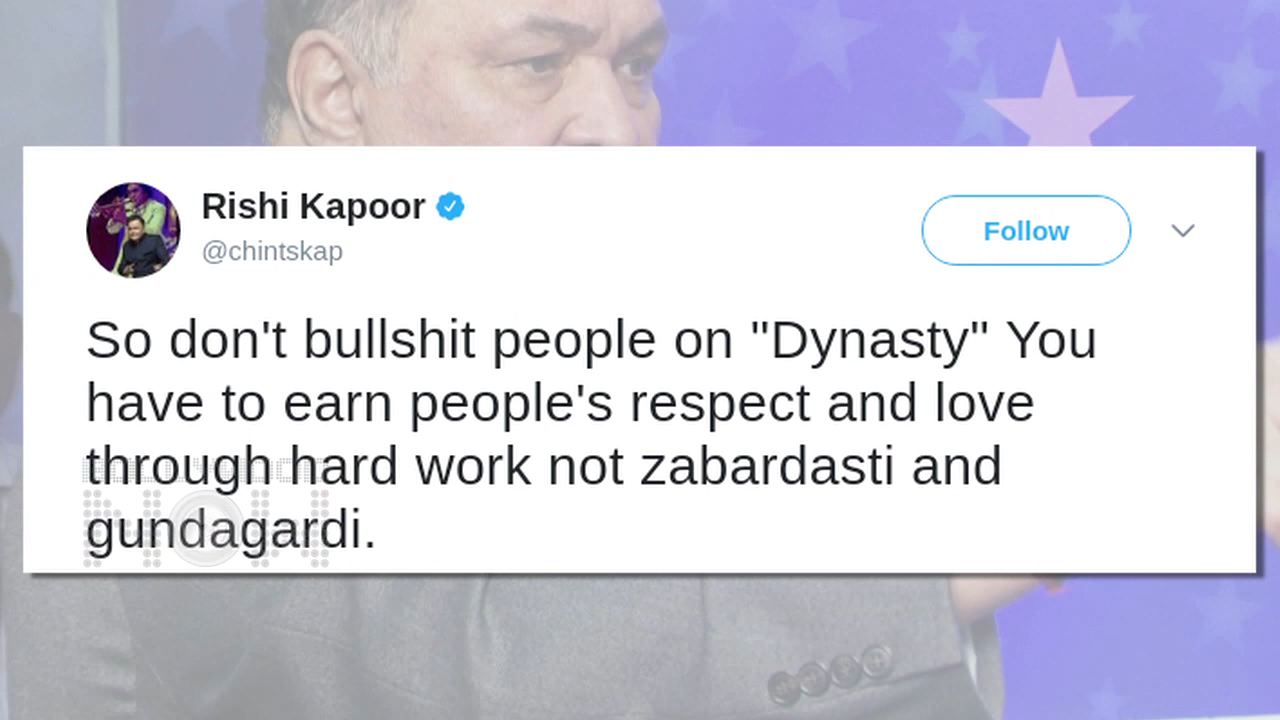 Rishi Kapoor
@chintskap
Follow
So don't bullshit people on "Dynasty" You
have to earn people's respect and love
through hard work not zabardasti and
gundagardi.
NOW